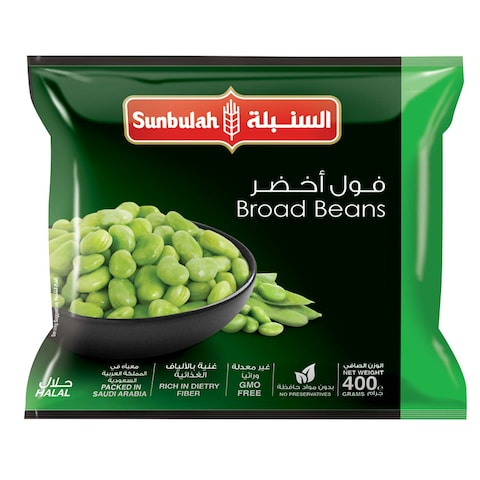 Sunbulah السنبلة
فول أخضر
Broad Beans
حلال
HALAL
معبأه في
المملكة العربية
السعودية
PACKED IN
SAUDI ARABIA
غنية بالألياف
الغذائية
RICH IN DIETRY
FIBER
غير معدلة
وراثيا
GMO
FREE
بدون مواد حافظة
NO PRESERVATIVES
الوزن الصافي
NET WEIGHT
400 جرام
GRAMS